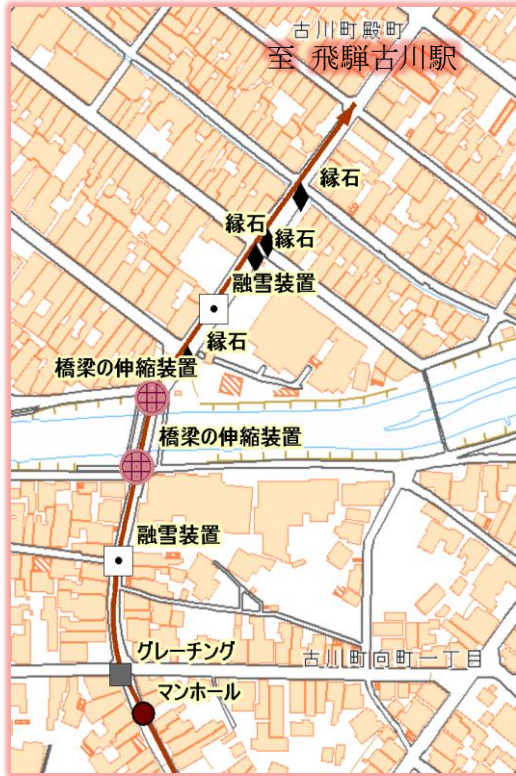 古川町殿町
至 飛騨古川駅
縁石
縁石
縁石
融雪装置
縁石
橋梁の伸縮装置
橋梁の伸縮装置
融雪装置
グレーチング
古川町向町一丁目
マンホール